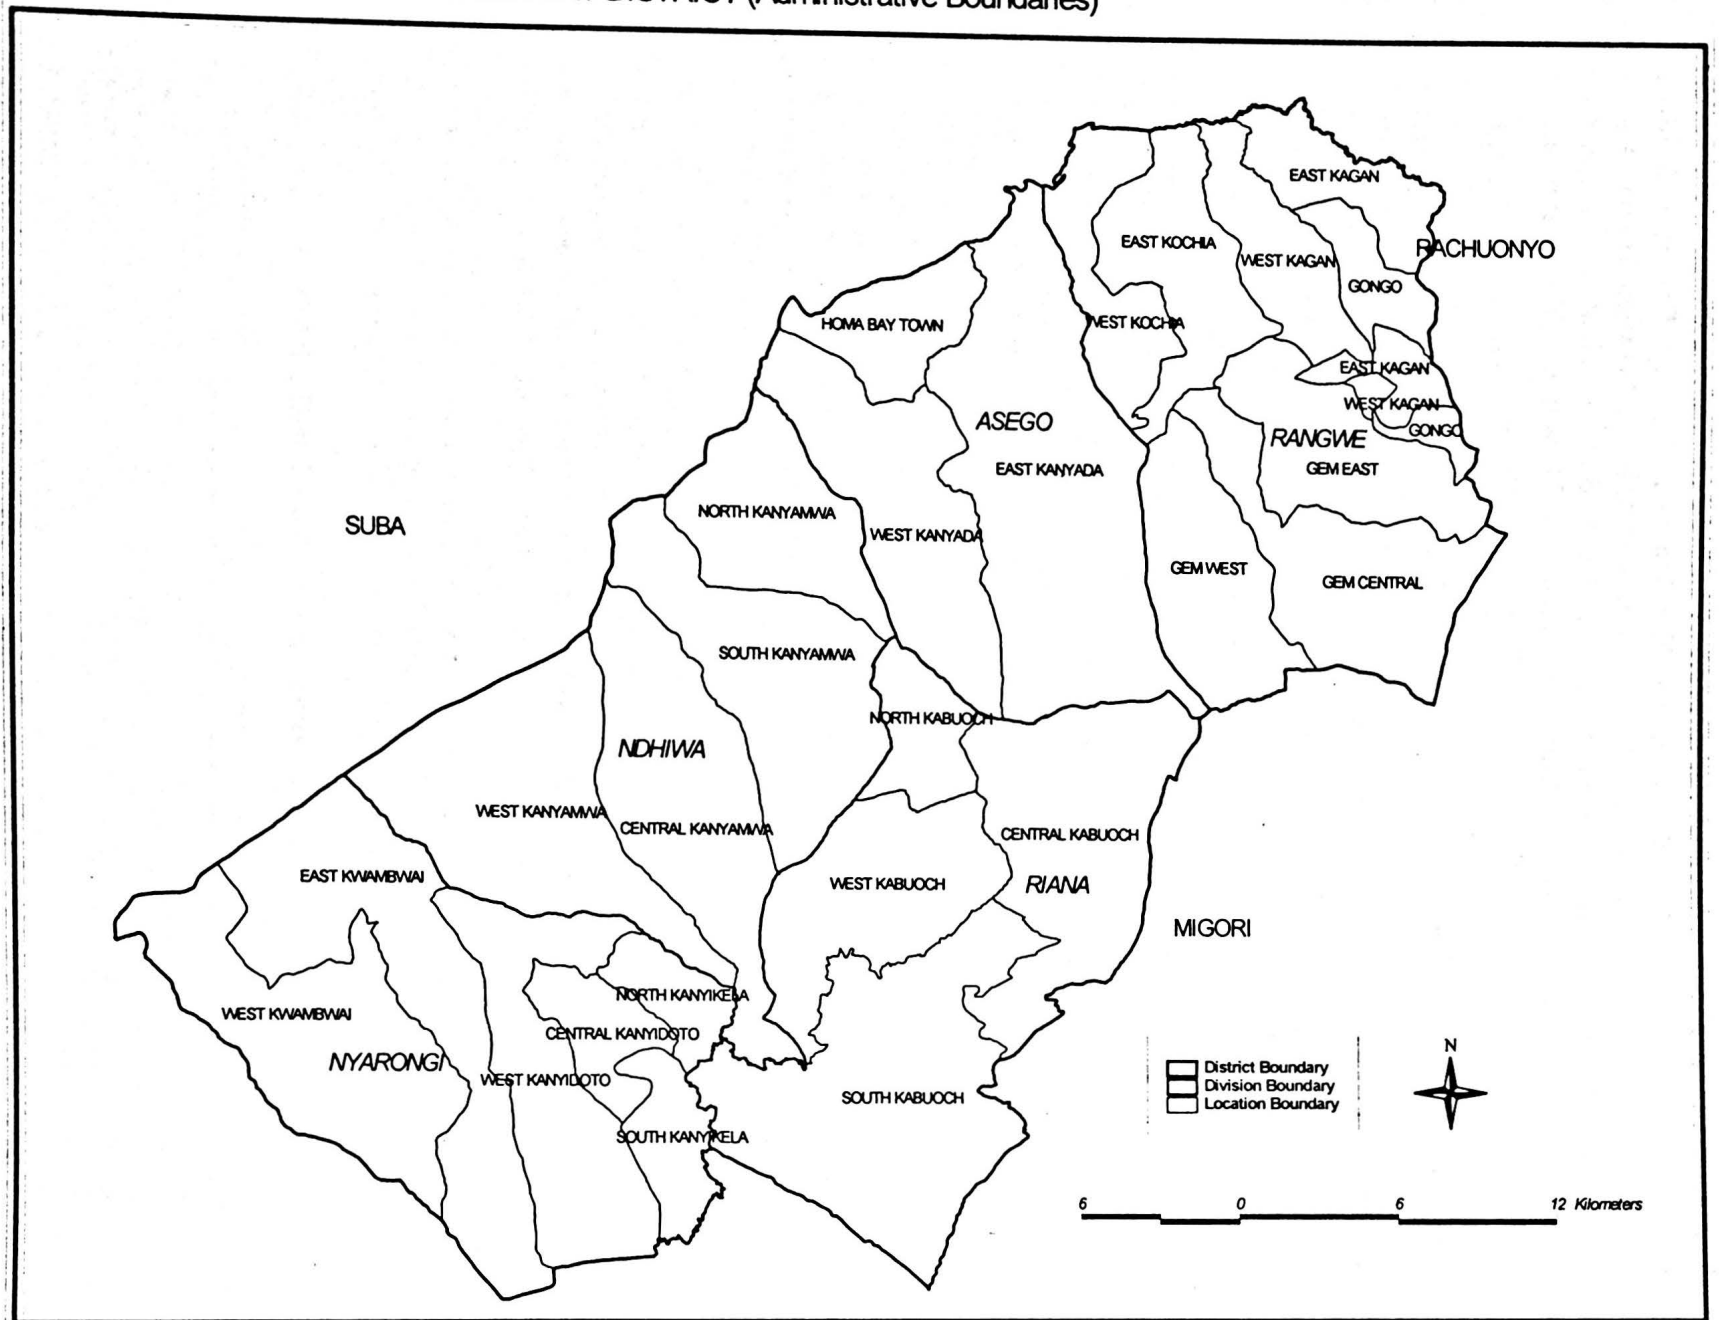 DISTRICT (Administrative Boundaries)
EAST KAGAN
RACHUONYO
EAST KOCHIA
WEST KAGAN
GONGO
HOMA BAY TOWN
WEST KOCHIA
EAST KAGAN
WEST KAGAN
GONGO
ASEGO
RANGWE
EAST KANYADA
GEM EAST
NORTH KANYAMWA
SUBA
WEST KANYADA
GEM WEST
GEM CENTRAL
SOUTH KANYAMWA
NORTH KABUOCH
NDHIWA
WEST KANYAMWA
CENTRAL KANYAMWA
CENTRAL KABUOCH
EAST KWAMBWAI
WEST KABUOCH
RIANA
MIGORI
NORTH KANYIKELA
WEST KWAMBWAI
CENTRAL KANYIDOTO
NYARONGI
WEST KANYIDOTO
SOUTH KABUOCH
SOUTH KANYIKELA
N
District Boundary
Division Boundary
Location Boundary
6 0 6 12 Kilometers